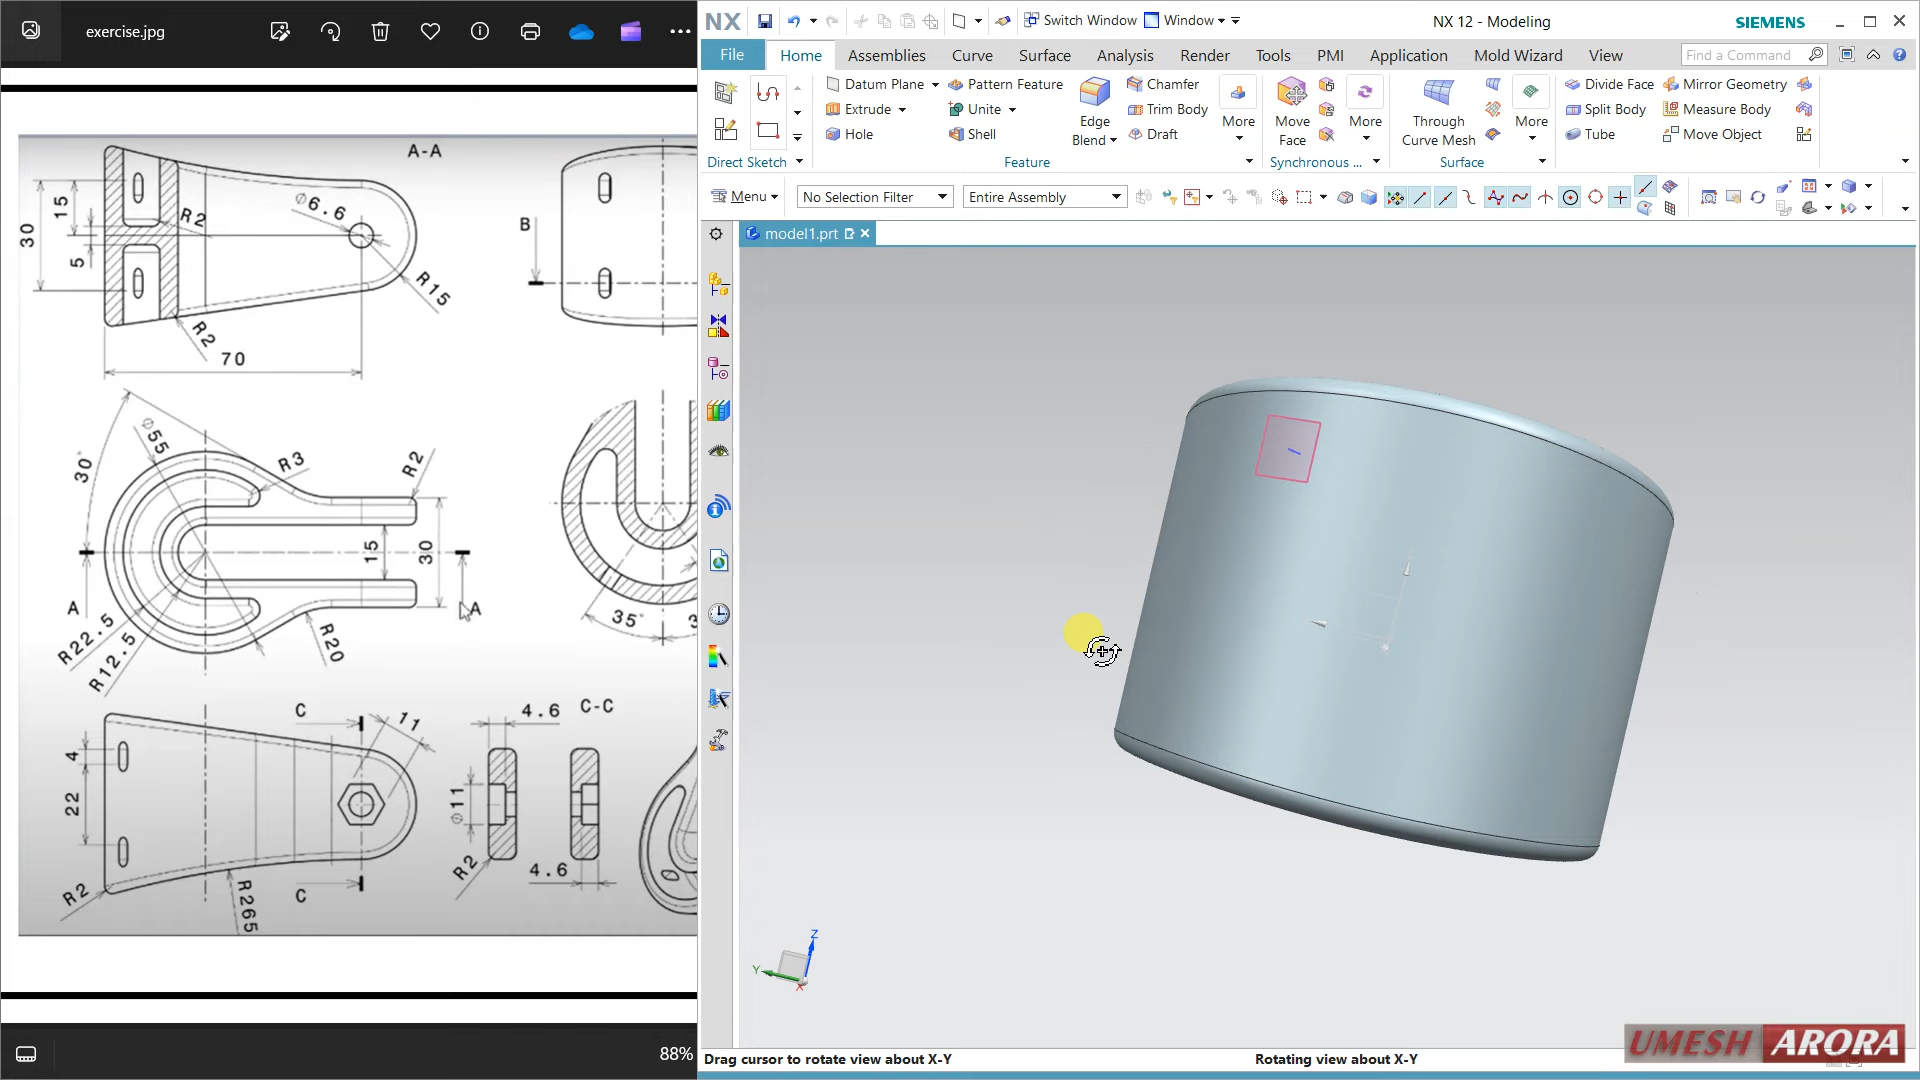 exercise.jpg
NX
Switch Window
Window
NX 12 - Modeling
SIEMENS
File
Home
Assemblies
Curve
Surface
Analysis
Render
Tools
PMI
Application
Mold Wizard
View
Find a Command
Datum Plane
Pattern Feature
Chamfer
Divide Face
Mirror Geometry
Extrude
Unite
Trim Body
Split Body
Measure Body
Hole
Shell
Edge Blend
Draft
More
Move Face
More
Through Curve Mesh
More
Tube
Move Object
Direct Sketch
Feature
Synchronous ...
Surface
Menu
No Selection Filter
Entire Assembly
model1.prt
A-A
30
15
5
R2
Ø6.6
R15
R2
70
B
30°
Ø55
R3
R2
15
30
A
A
R22.5
R12.5
R20
35°
3
C
11
4.6
C-C
4
22
Ø11
R2
4.6
R2
R265
C
Z
Y
X
88%
Drag cursor to rotate view about X-Y
Rotating view about X-Y
UMESH ARORA